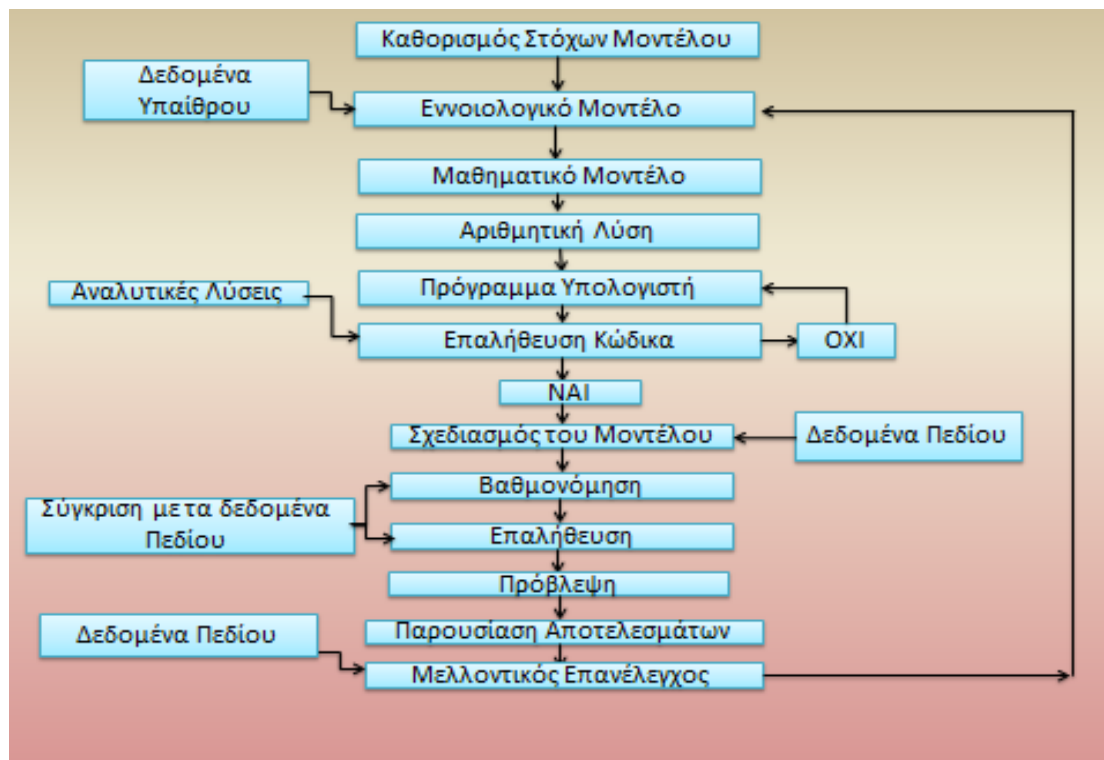 Καθορισμός Στόχων Μοντέλου
Δεδομένα
Υπαίθρου
Εννοιολογικό Μοντέλο
Μαθηματικό Μοντέλο
Αριθμητική Λύση
Αναλυτικές Λύσεις
Πρόγραμμα Υπολογιστή
Επαλήθευση Κώδικα
ΟΧΙ
ΝΑΙ
Σχεδιασμός του Μοντέλου
Δεδομένα Πεδίου
Βαθμονόμηση
Σύγκριση με τα δεδομένα
Πεδίου
Επαλήθευση
Πρόβλεψη
Δεδομένα Πεδίου
Παρουσίαση Αποτελεσμάτων
Μελλοντικός Επανέλεγχος